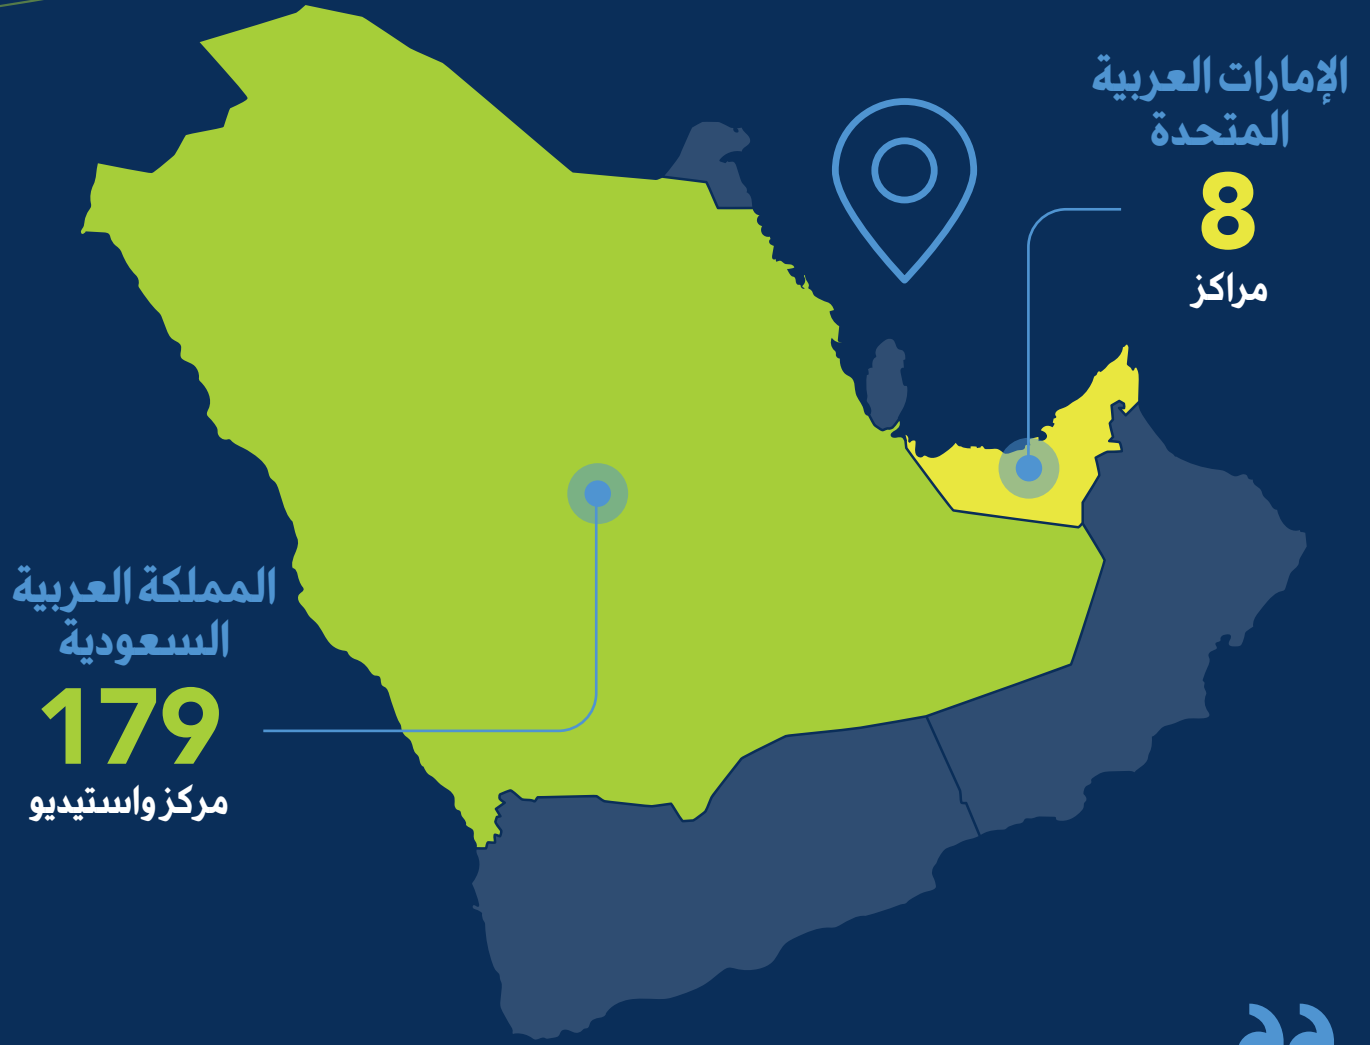 الإمارات العربية
المتحدة
8
مراكز
المملكة العربية
السعودية
179
مركز واستيديو